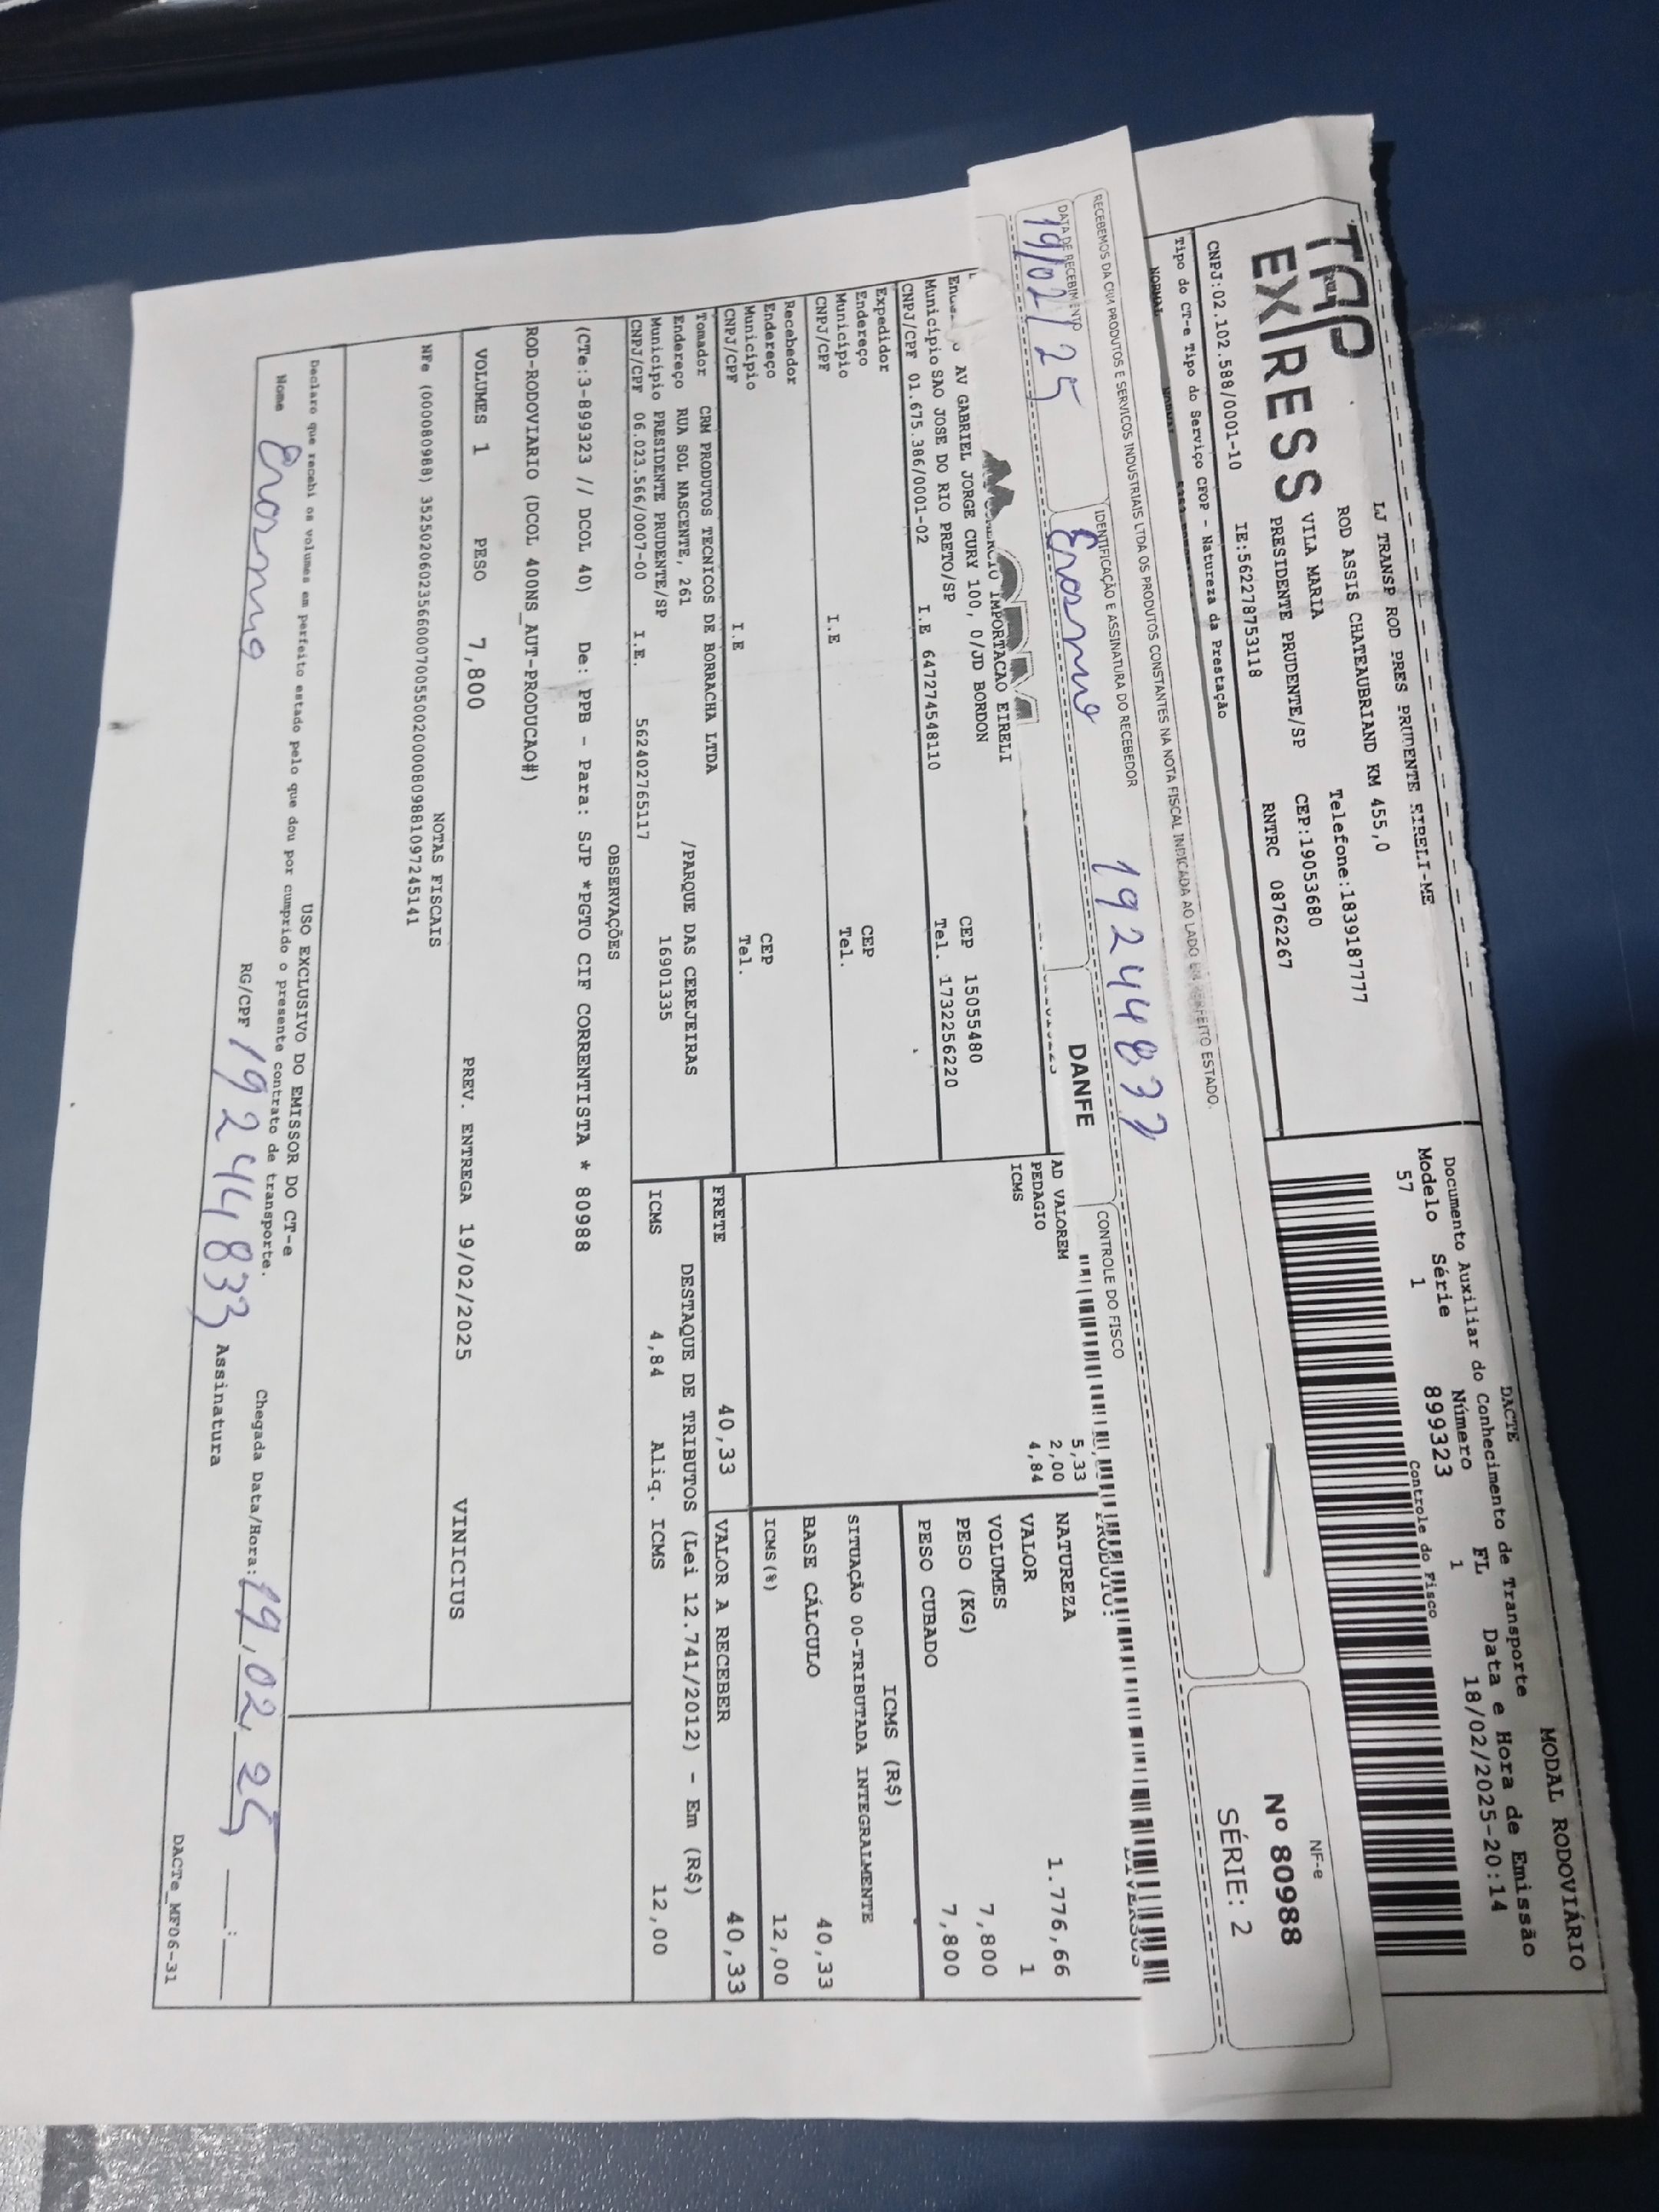 TAP
EXPRESS
LJ TRANSP ROD PRES PRUDENTE EIRELI-ME
ROD ASSIS CHATEAUBRIAND KM 455,0
Telefone:1839187777
VILA MARIA
CEP:19053680
PRESIDENTE PRUDENTE/SP
RNTRC 08762267
CNPJ:02.102.588/0001-10
IE:562278753118
MODAL RODOVIÁRIO
DACTE
Documento Auxiliar do Conhecimento de Transporte
Modelo Série Número FL Data e Hora de Emissão
57 1 899323 1 18/02/2025-20:14
Controle do Fisco
Tipo do CT-e Tipo do Serviço CFOP - Natureza da Prestação
NORMAL
RECEBEMOS DA CRM PRODUTOS E SERVICOS INDUSTRIAIS LTDA OS PRODUTOS CONSTANTES NA NOTA FISCAL INDICADA AO LADO EM PERFEITO ESTADO.
DATA DE RECEBIMENTO
19/02/25
IDENTIFICAÇÃO E ASSINATURA DO RECEBEDOR
Erasmo 19244833
NF-e
Nº 80988
SÉRIE: 2
DANFE
CONTROLE DO FISCO
IMPORTACAO EIRELI
AV GABRIEL JORGE CURY 100, 0/JD BORDON
CEP 15055480
Município SAO JOSE DO RIO PRETO/SP
Tel. 1732256220
CNPJ/CPF 01.675.386/0001-02 I.E 647274548110
Expedidor
Endereço
CEP
Município
Tel.
CNPJ/CPF I.E
Recebedor
Endereço
CEP
Município
Tel.
CNPJ/CPF I.E
AD VALOREM 5,33
PEDAGIO 2,00
ICMS 4,84
NATUREZA
VALOR 1.776,66
VOLUMES 1
PESO (KG) 7,800
PESO CUBADO 7,800
ICMS (R$)
SITUAÇÃO 00-TRIBUTADA INTEGRALMENTE
BASE CÁLCULO 40,33
ICMS(%) 12,00
Tomador CRM PRODUTOS TECNICOS DE BORRACHA LTDA
Endereço RUA SOL NASCENTE, 261 /PARQUE DAS CEREJEIRAS
Município PRESIDENTE PRUDENTE/SP 16901335
CNPJ/CPF 06.023.566/0007-00 I.E. 562402765117
FRETE 40,33
VALOR A RECEBER 40,33
DESTAQUE DE TRIBUTOS (Lei 12.741/2012) - Em (R$)
ICMS 4,84 Aliq. ICMS 12,00
OBSERVAÇÕES
(CTe:3-899323 // DCOL 40) De: PPB - Para: SJP *PGTO CIF CORRENTISTA * 80988
ROD-RODOVIARIO (DCOL 400NS_AUT-PRODUCAO#)
VOLUMES 1 PESO 7,800 PREV. ENTREGA 19/02/2025 VINICIUS
NOTAS FISCAIS
NFe (000080988) 35250206023566000700550020000809881097245141
USO EXCLUSIVO DO EMISSOR DO CT-e
Declaro que recebi os volumes em perfeito estado pelo que dou por cumprido o presente contrato de transporte.
Nome Erasmo RG/CPF 19244833 Assinatura
Chegada Data/Hora: 19,02,25 __:__
DACTe_MF06-31